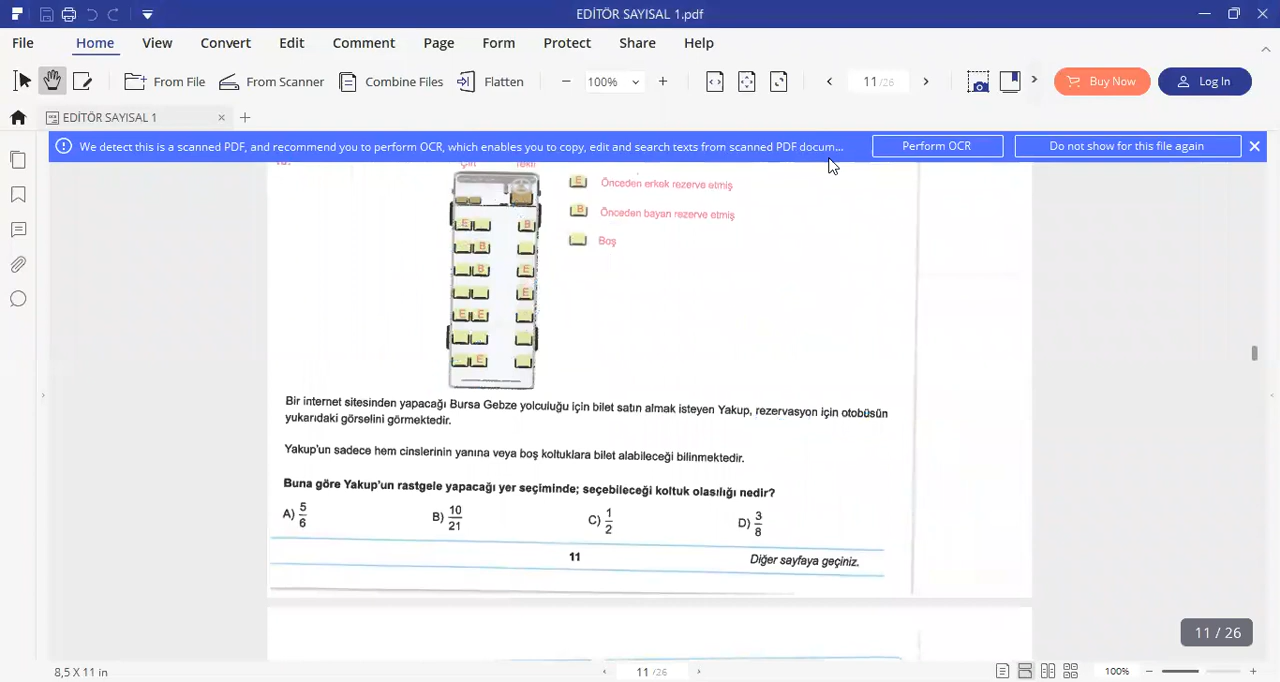 EDİTÖR SAYISAL 1.pdf
File Home View Convert Edit Comment Page Form Protect Share Help
From File From Scanner Combine Files Flatten 100% 11/26 Buy Now Log In
EDİTÖR SAYISAL 1
We detect this is a scanned PDF, and recommend you to perform OCR, which enables you to copy, edit and search texts from scanned PDF docum... Perform OCR Do not show for this file again
E Önceden erkek rezerve etmiş
B Önceden bayan rezerve etmiş
Boş
E B
B
B E
E
E E
E
Bir internet sitesinden yapacağı Bursa Gebze yolculuğu için bilet satın almak isteyen Yakup, rezervasyon için otobüsün
yukarıdaki görselini görmektedir.
Yakup'un sadece hem cinslerinin yanına veya boş koltuklara bilet alabileceği bilinmektedir.
Buna göre Yakup'un rastgele yapacağı yer seçiminde; seçebileceği koltuk olasılığı nedir?
A) 5/6 B) 10/21 C) 1/2 D) 3/8
11 Diğer sayfaya geçiniz.
11 / 26
8,5 X 11 in 11 /26 100%